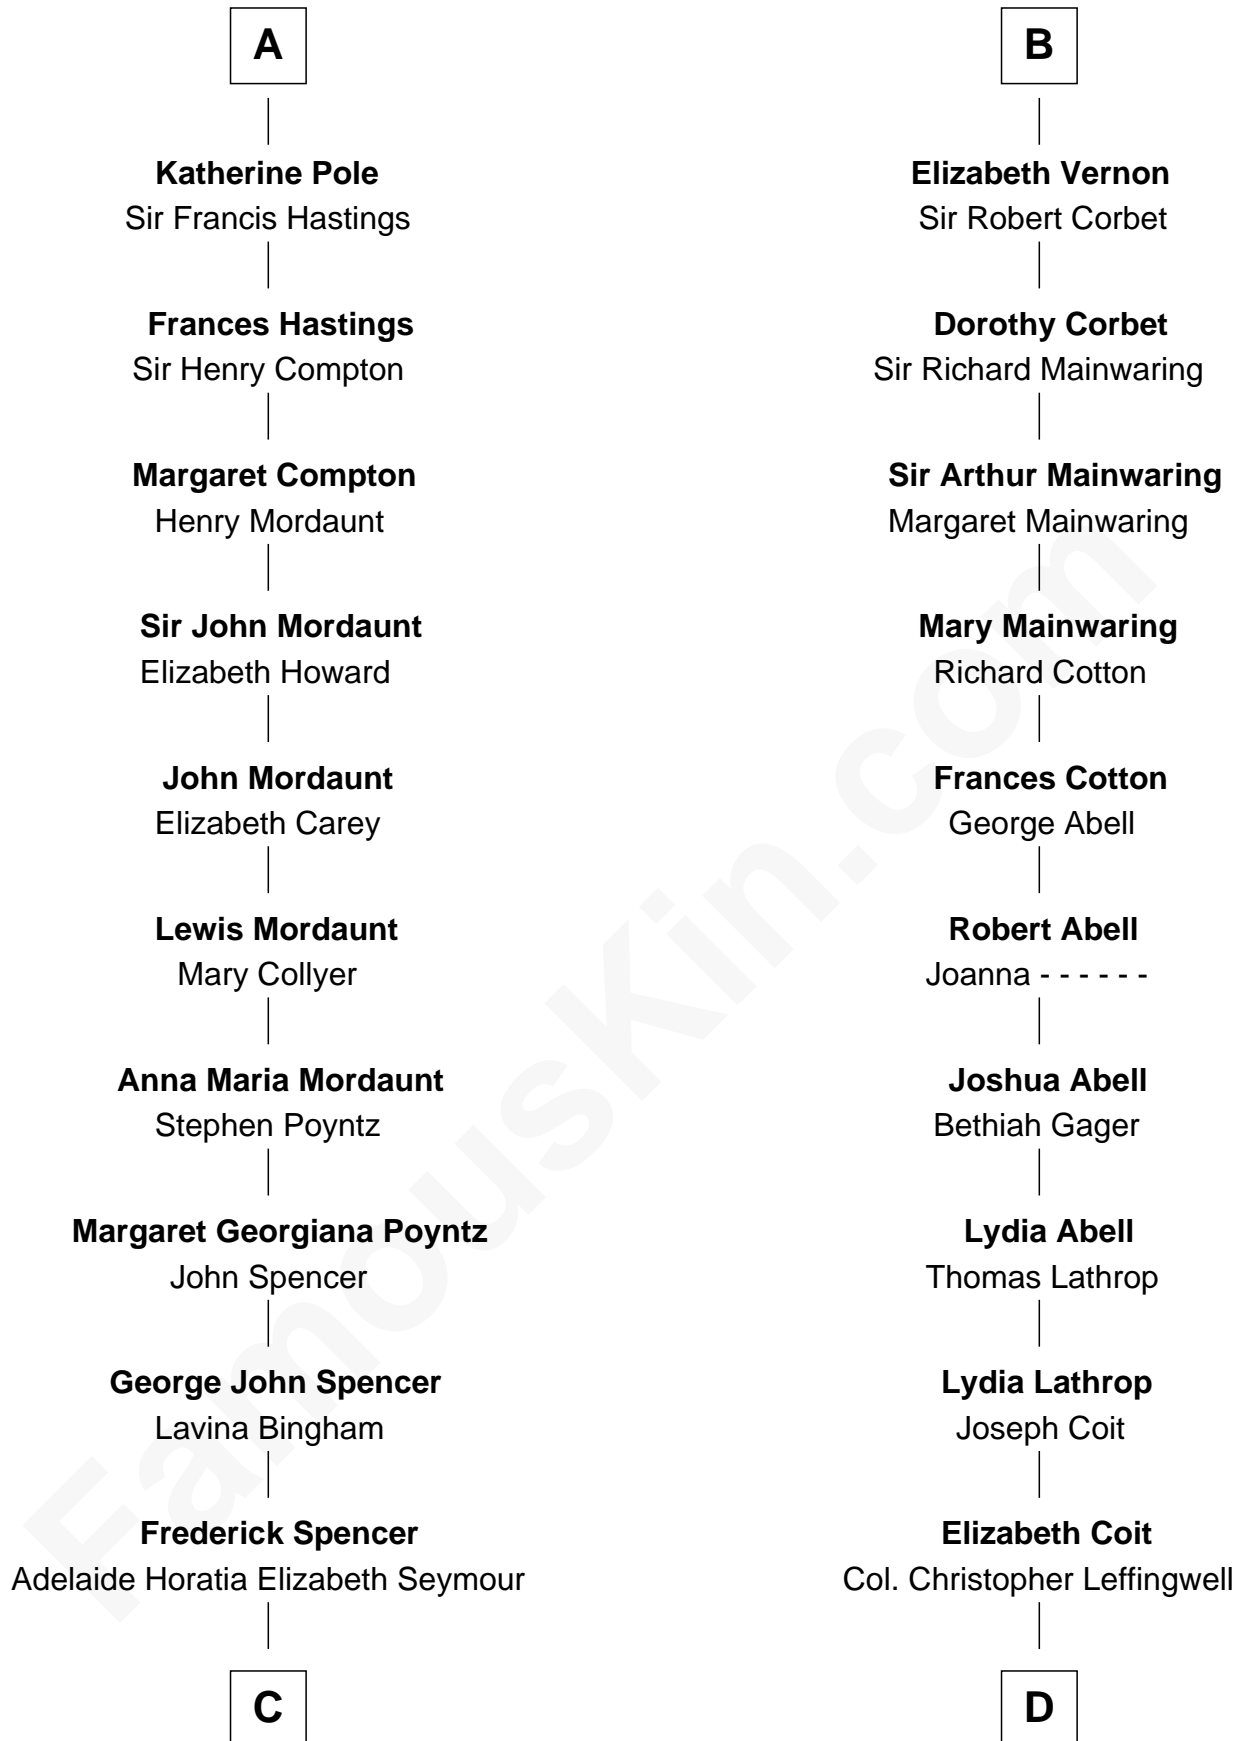 A
Katherine Pole
Sir Francis Hastings
Frances Hastings
Sir Henry Compton
Margaret Compton
Henry Mordaunt
Sir John Mordaunt
Elizabeth Howard
John Mordaunt
Elizabeth Carey
Lewis Mordaunt
Mary Collyer
Anna Maria Mordaunt
Stephen Poyntz
Margaret Georgiana Poyntz
John Spencer
George John Spencer
Lavina Bingham
Frederick Spencer
Adelaide Horatia Elizabeth Seymour
C
B
Elizabeth Vernon
Sir Robert Corbet
Dorothy Corbet
Sir Richard Mainwaring
Sir Arthur Mainwaring
Margaret Mainwaring
Mary Mainwaring
Richard Cotton
Frances Cotton
George Abell
Robert Abell
Joanna - - - - - -
Joshua Abell
Bethiah Gager
Lydia Abell
Thomas Lathrop
Lydia Lathrop
Joseph Coit
Elizabeth Coit
Col. Christopher Leffingwell
D
FamousKin.com